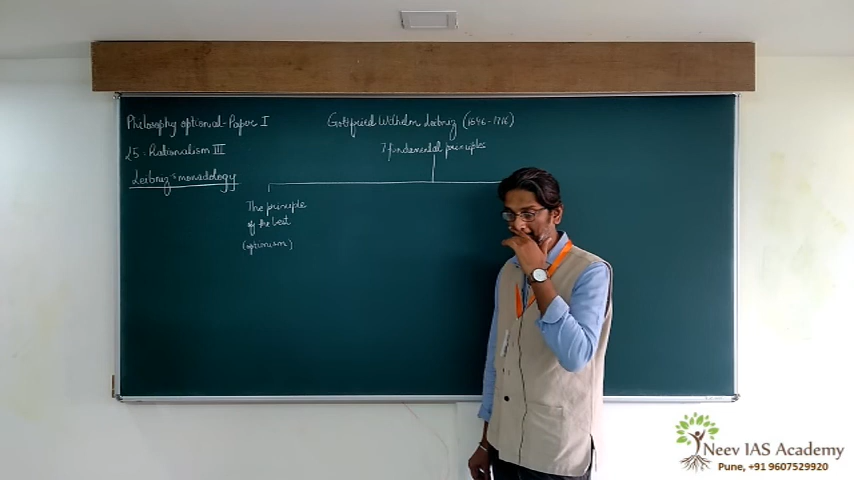 Philosophy optional-Paper I
L5: Rationalism III
Leibniz's monadology
Gottfried Wilhelm Leibniz (1646-1716)
7 fundamental principles
The principle
of the best
(optimism)
Neev IAS Academy
Pune, +91 9607529920